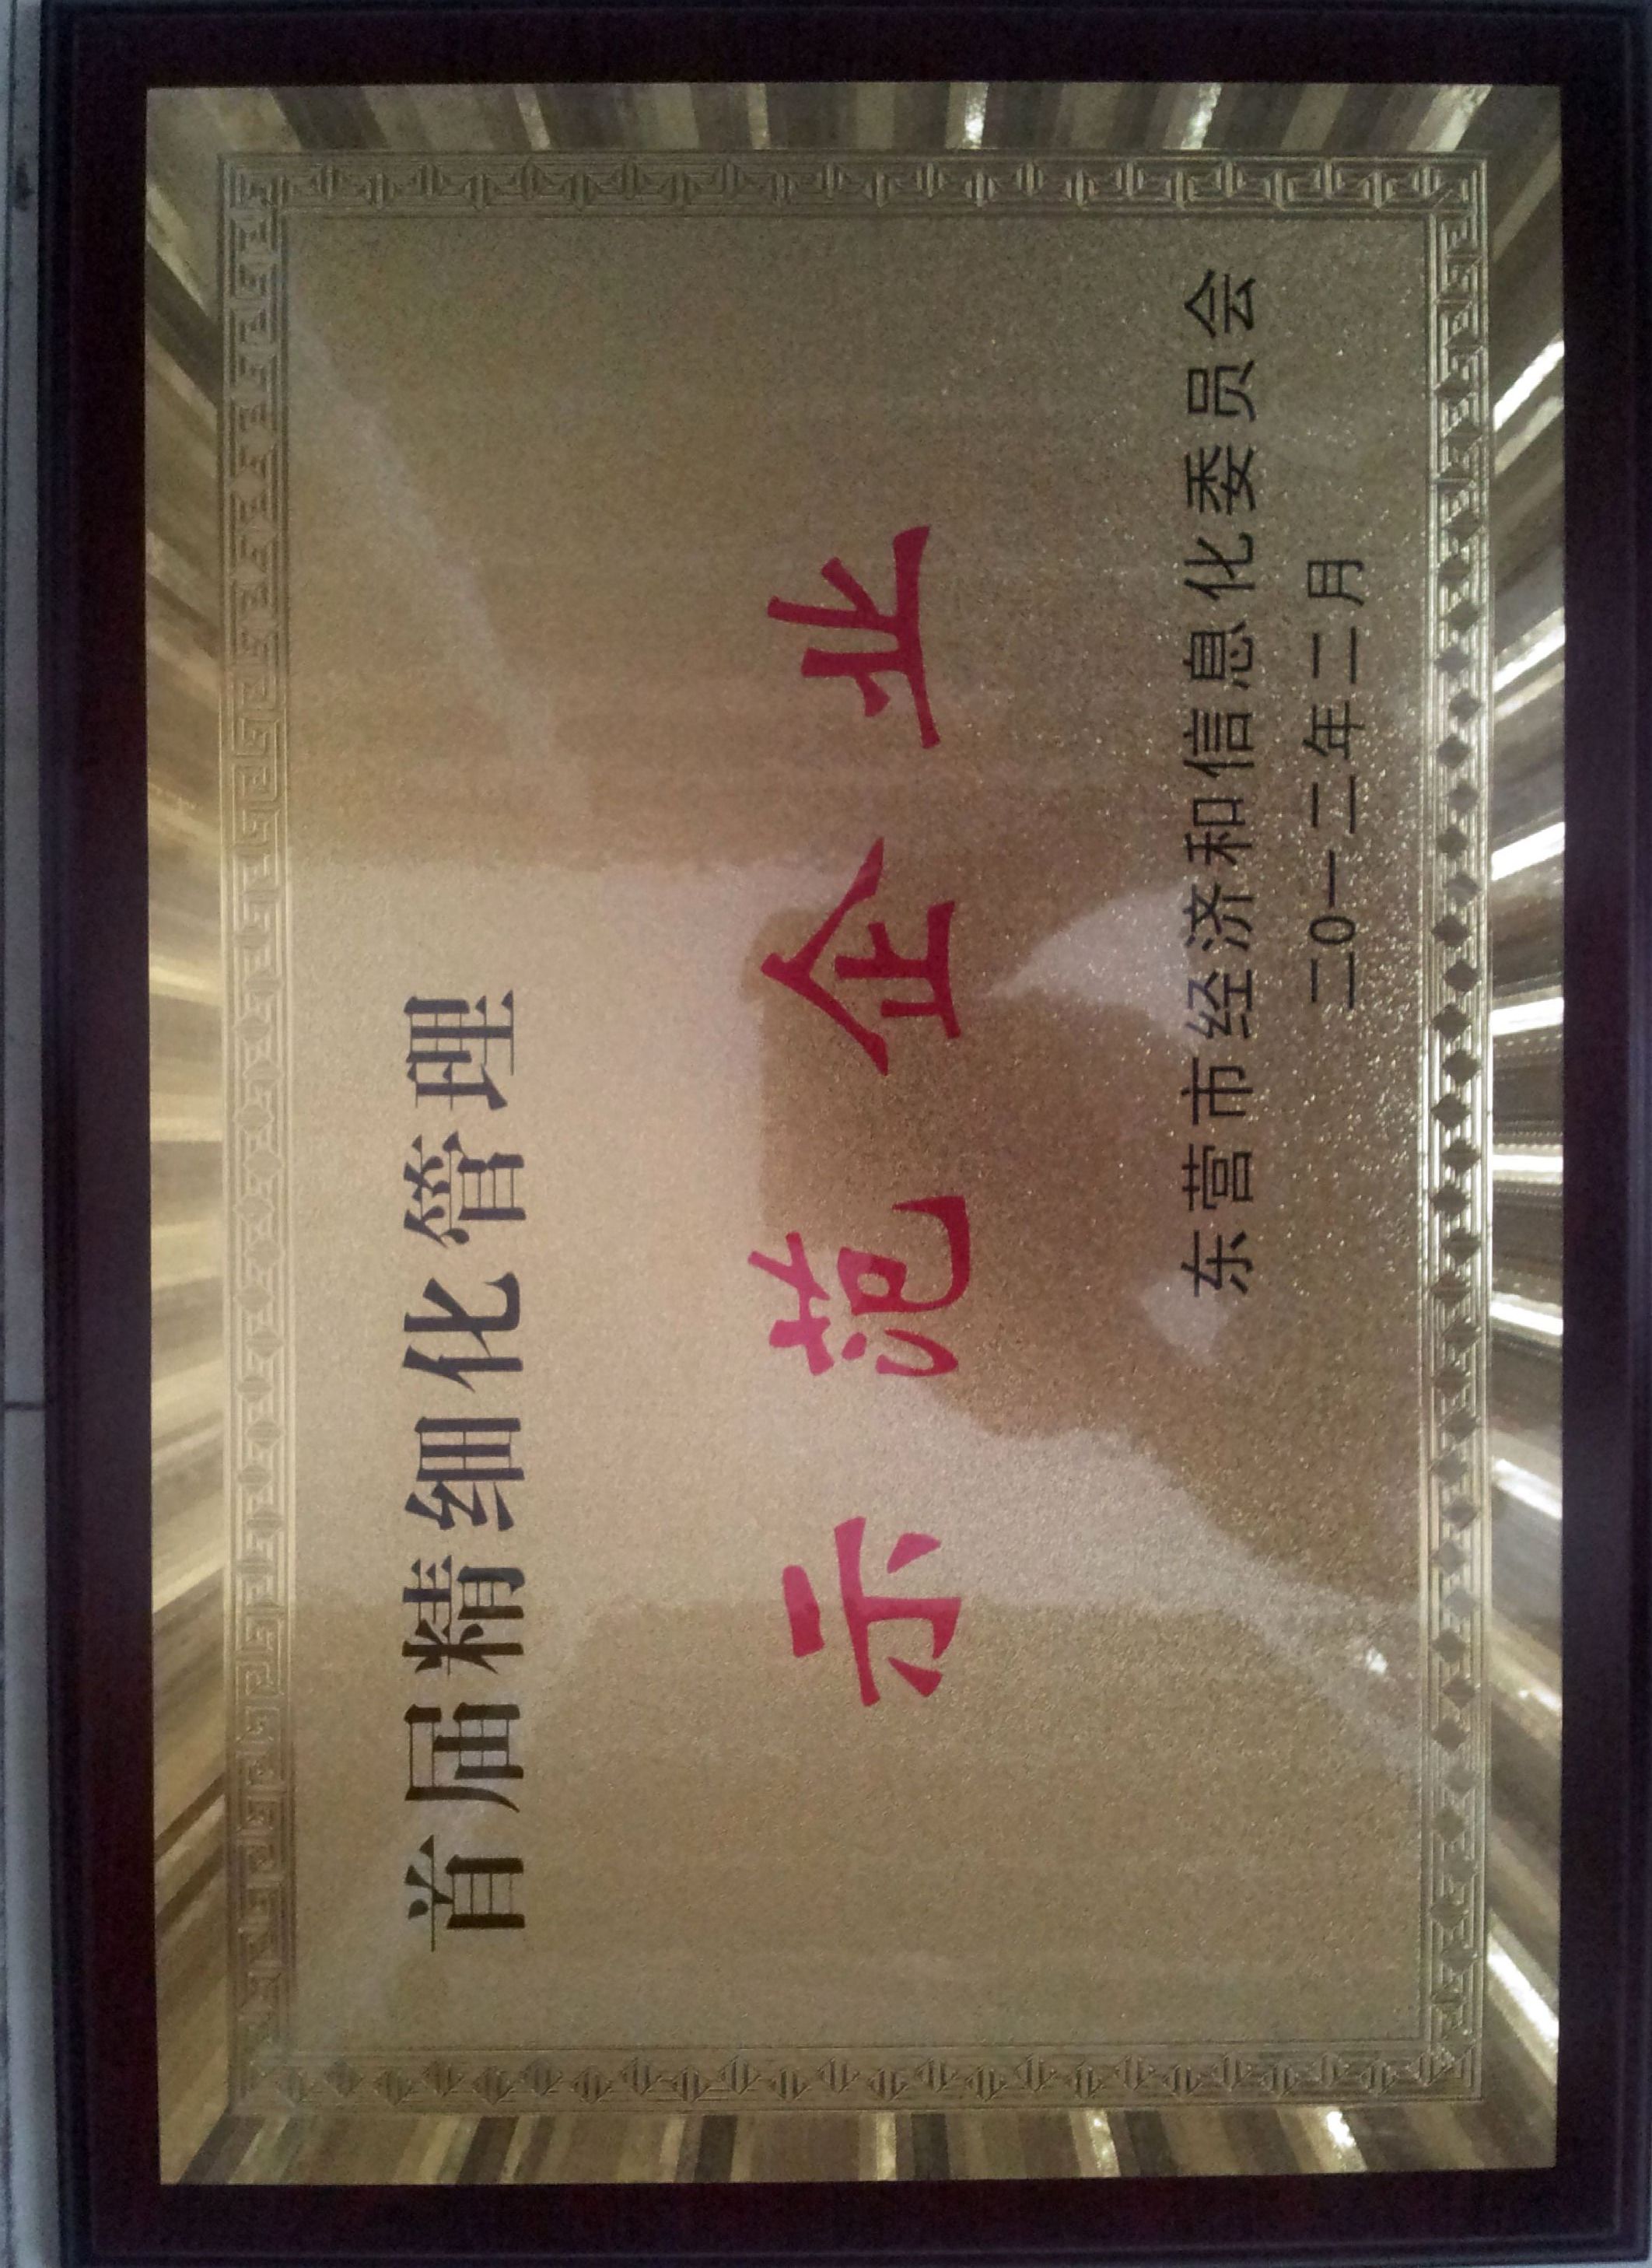 首届精细化管理
示范企业
东营市经济和信息化委员会
二0一二年二月